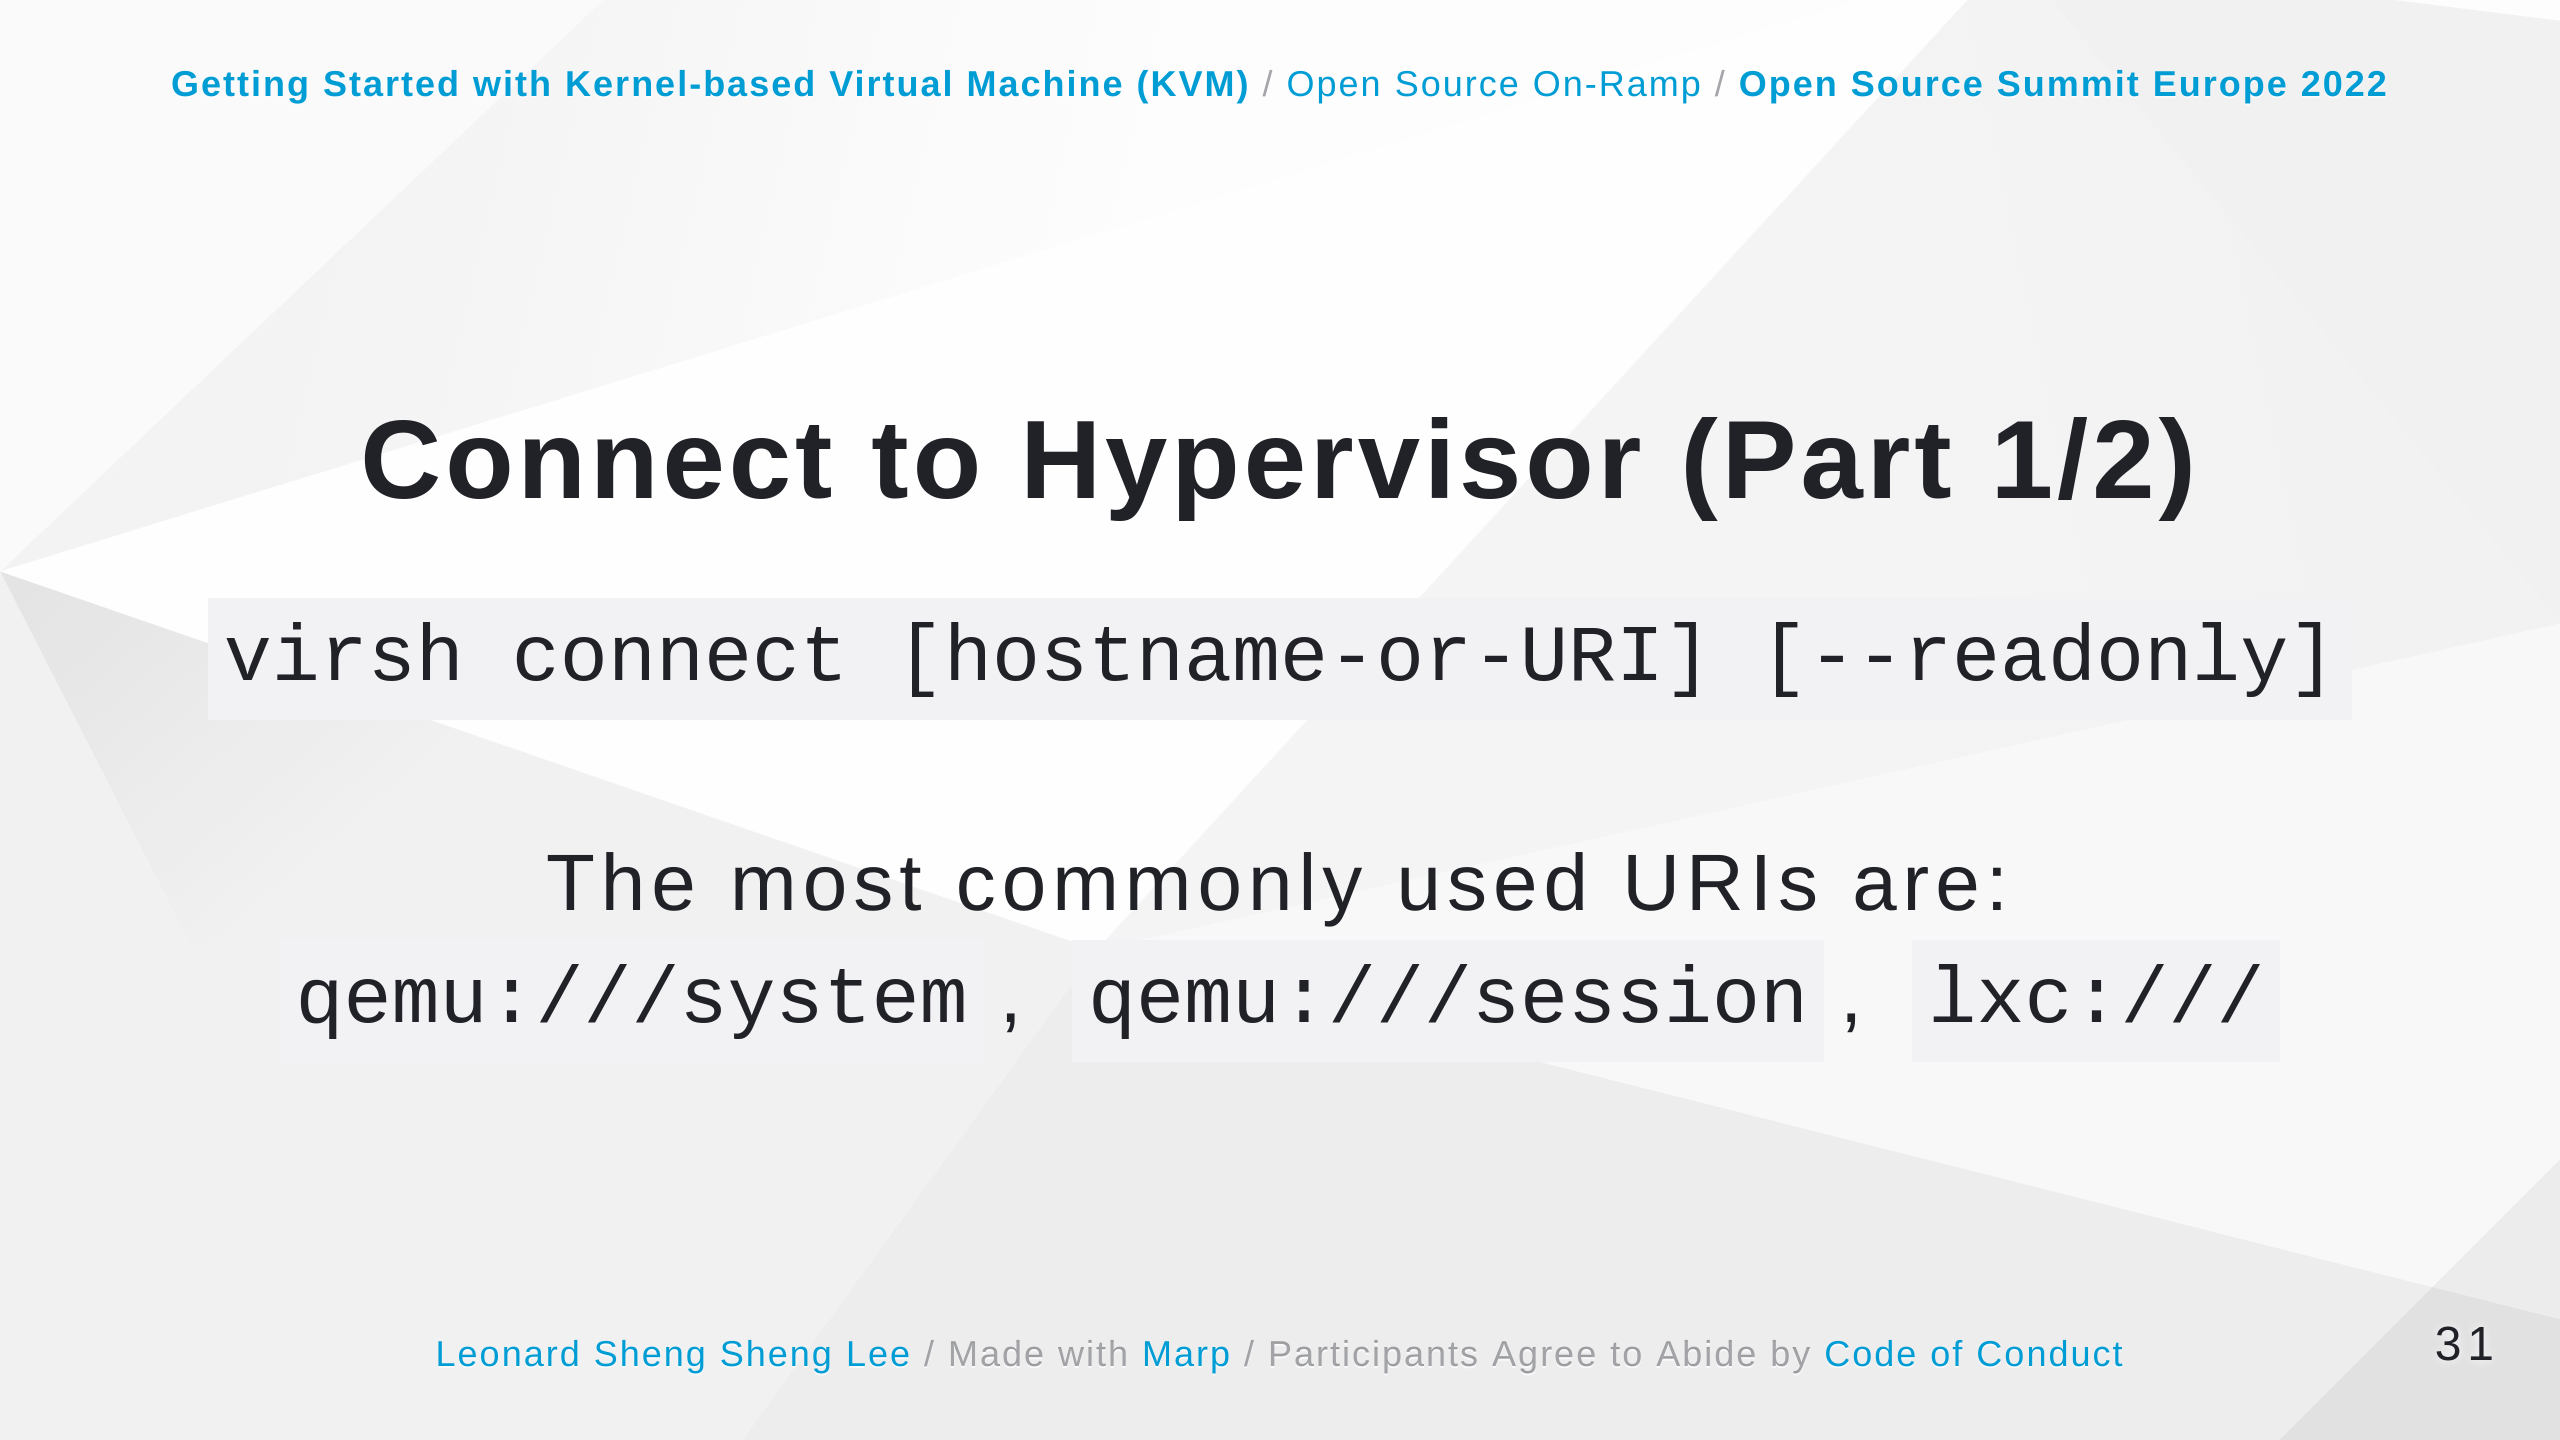 Getting Started with Kernel-based Virtual Machine (KVM) / Open Source On-Ramp / Open Source Summit Europe 2022
Connect to Hypervisor (Part 1/2)
virsh connect [hostname-or-URI] [--readonly]
The most commonly used URIs are:
qemu:///system, qemu:///session, lxc:///
Leonard Sheng Sheng Lee / Made with Marp / Participants Agree to Abide by Code of Conduct
31